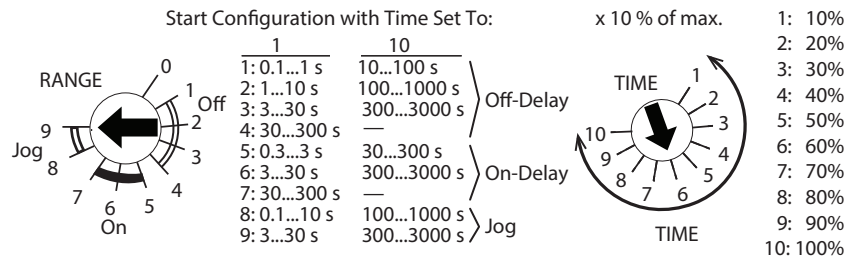 Start Configuration with Time Set To:
x 10 % of max.
1 10
1: 0.1...1 s 10...100 s
2: 1...10 s 100...1000 s
3: 3...30 s 300...3000 s
4: 30...300 s —
Off-Delay
5: 0.3...3 s 30...300 s
6: 3...30 s 300...3000 s
7: 30...300 s —
On-Delay
8: 0.1...10 s 100...1000 s
9: 3...30 s 300...3000 s
Jog
RANGE
0
1
Off
2
3
4
5
6
On
7
8
Jog
9
TIME
1
2
3
4
5
6
7
8
9
10
TIME
1: 10%
2: 20%
3: 30%
4: 40%
5: 50%
6: 60%
7: 70%
8: 80%
9: 90%
10: 100%